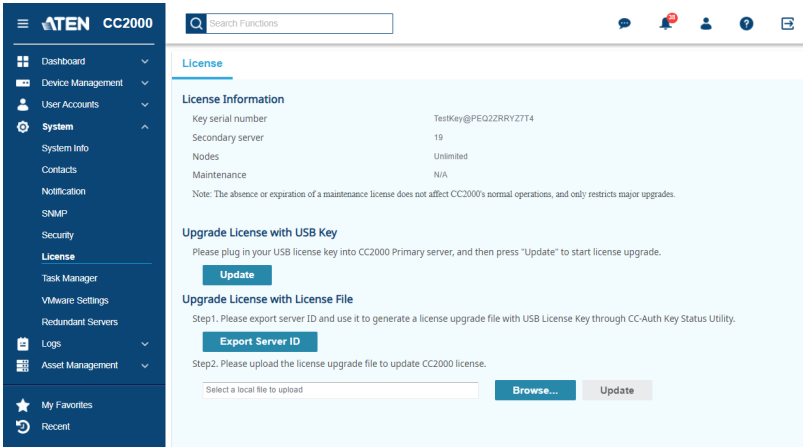 ATEN CC2000
Search Functions
38
Dashboard
Device Management
User Accounts
System
System Info
Contacts
Notification
SNMP
Security
License
Task Manager
VMware Settings
Redundant Servers
Logs
Asset Management
My Favorites
Recent
License
License Information
Key serial number TestKey@PEQ2ZRRYZ7T4
Secondary server 19
Nodes Unlimited
Maintenance N/A
Note: The absence or expiration of a maintenance license does not affect CC2000's normal operations, and only restricts major upgrades.
Upgrade License with USB Key
Please plug in your USB license key into CC2000 Primary server, and then press "Update" to start license upgrade.
Update
Upgrade License with License File
Step1. Please export server ID and use it to generate a license upgrade file with USB License Key through CC-Auth Key Status Utility.
Export Server ID
Step2. Please upload the license upgrade file to update CC2000 license.
Select a local file to upload Browse... Update